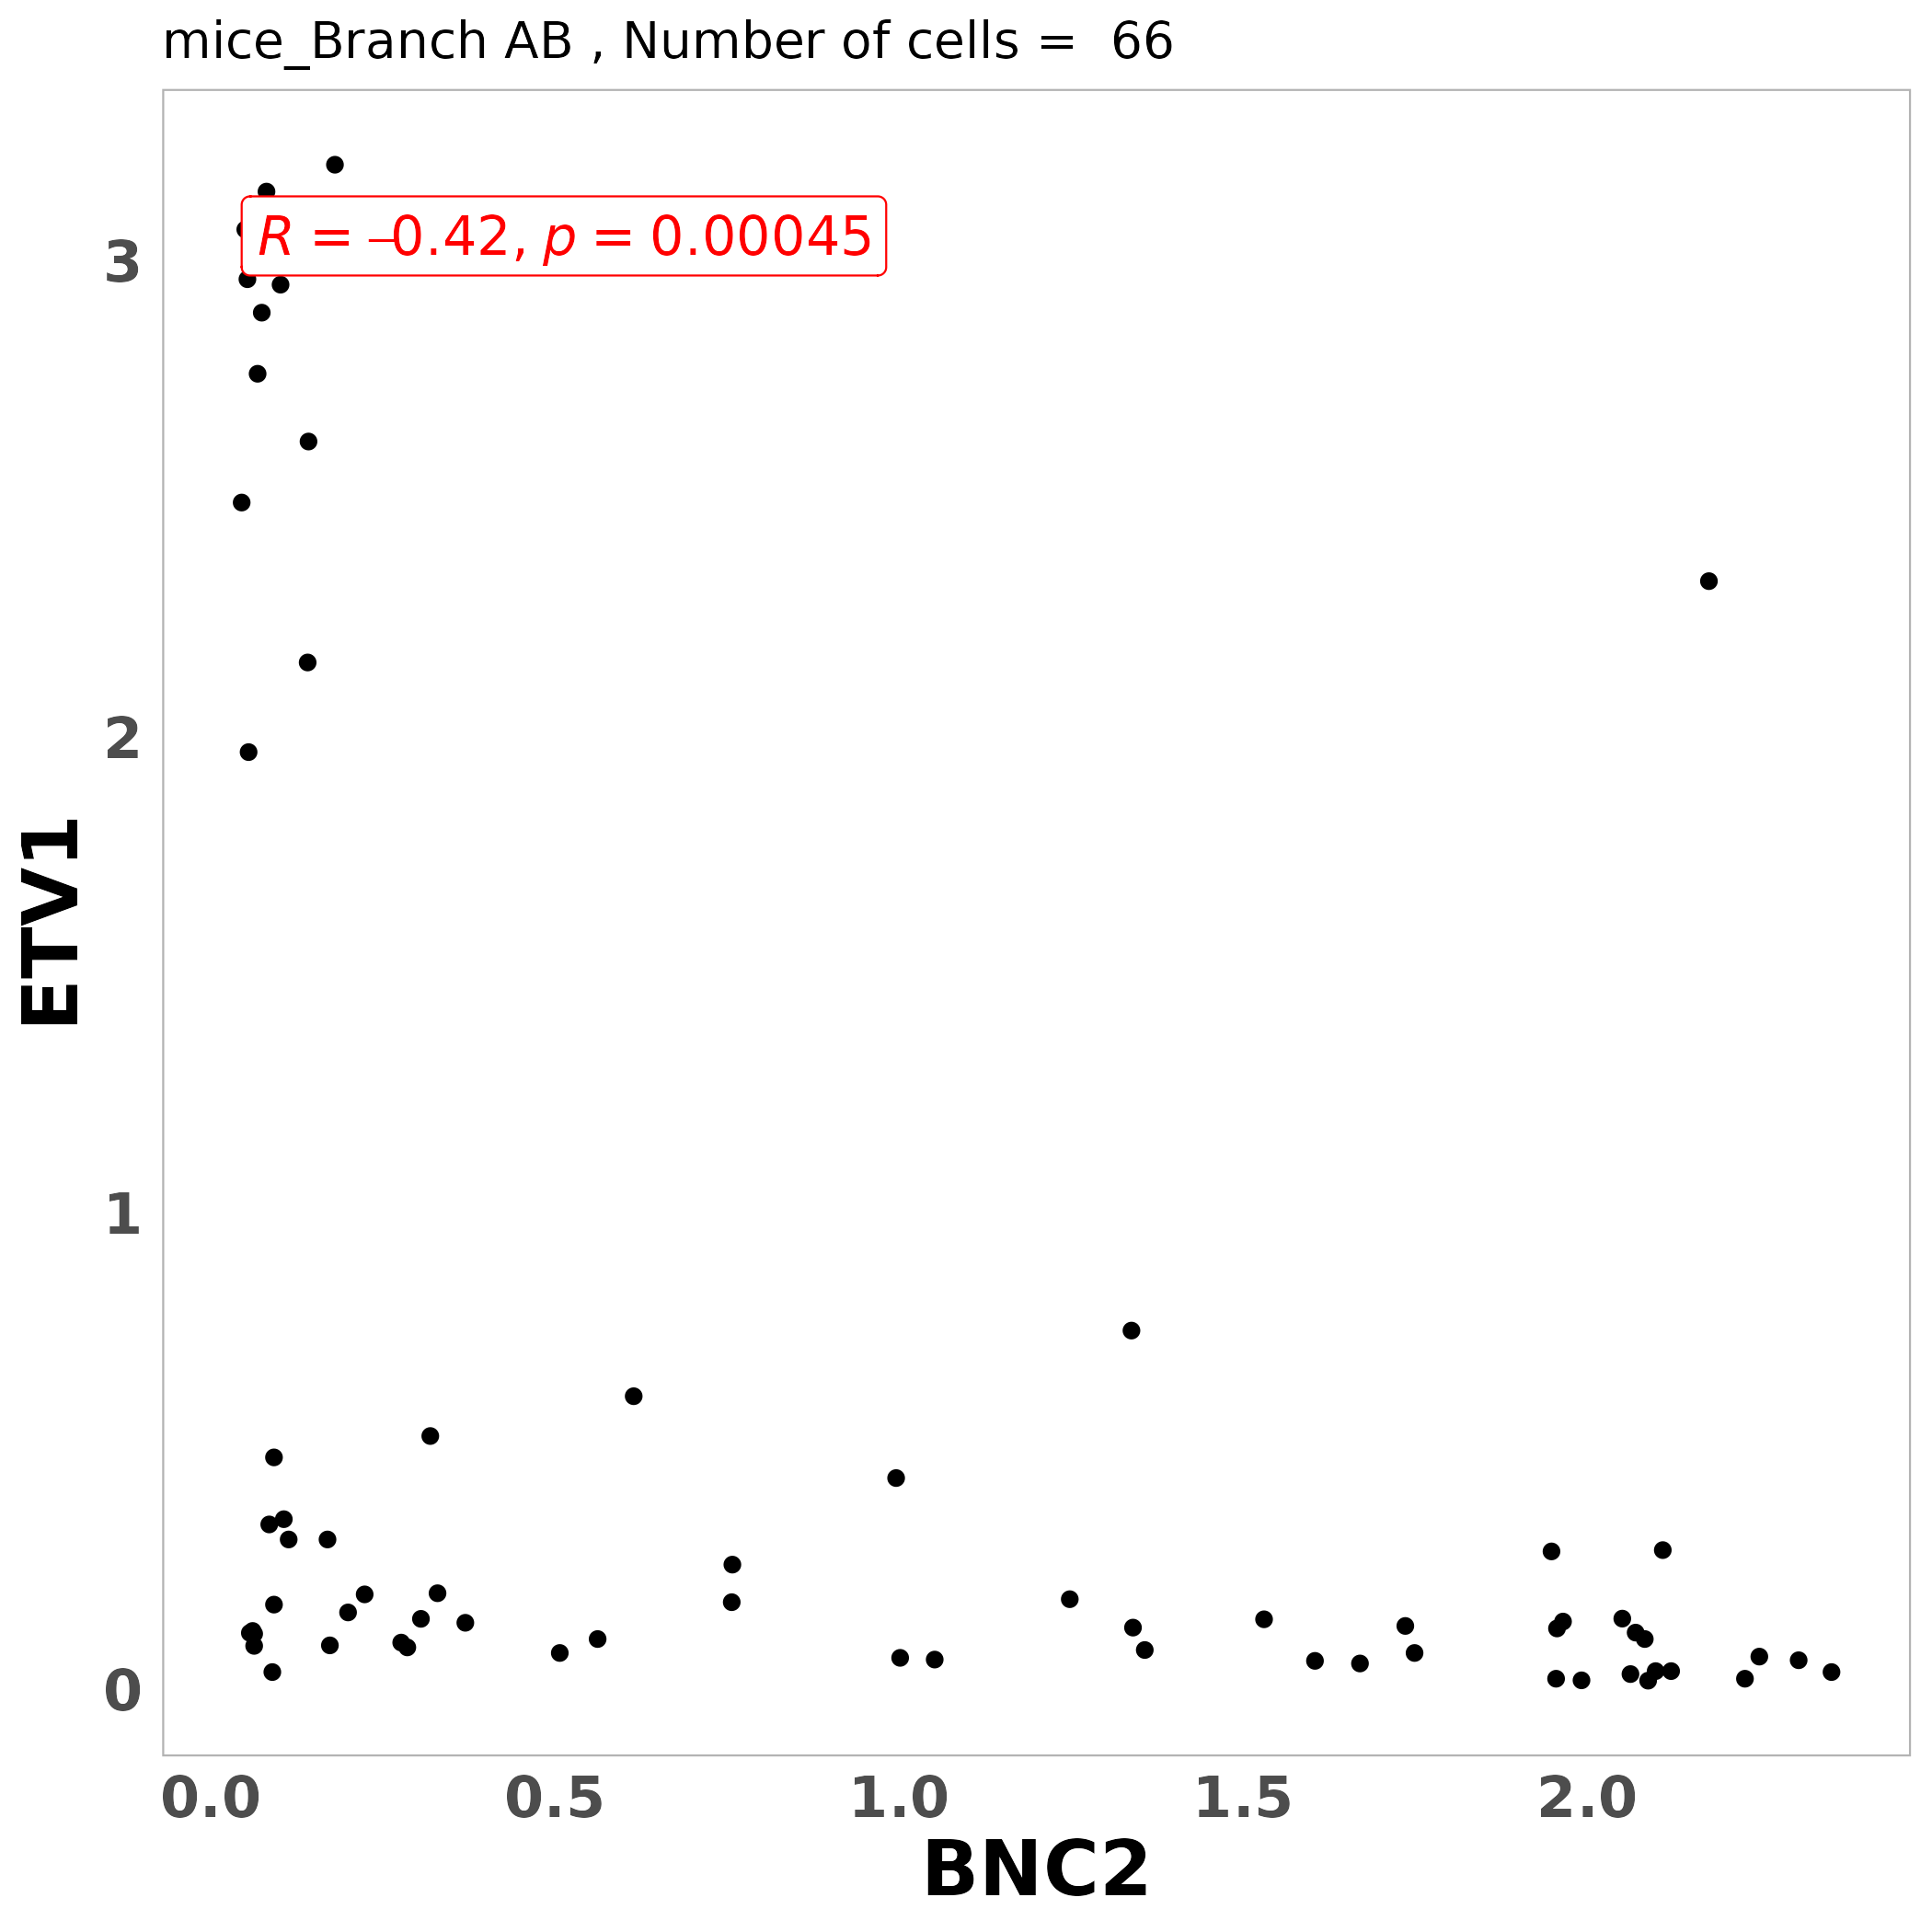 mice_Branch AB , Number of cells =  66
R = –0.42, p = 0.00045
3
2
1
0
ETV1
0.0 0.5 1.0 1.5 2.0
BNC2